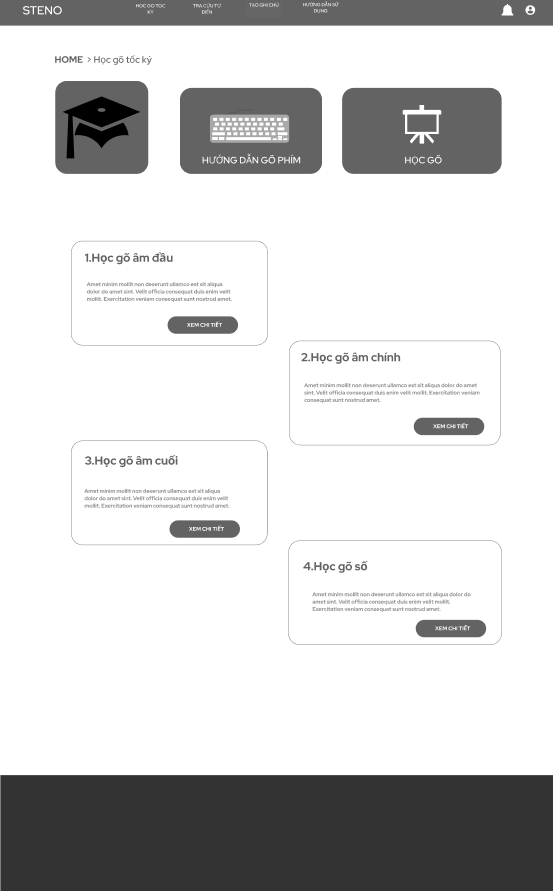 STENO
HỌC GÕ TỐC
KÝ
TRA CỨU TỪ
ĐIỂN
TẠO GHI CHÚ
HƯỚNG DẪN SỬ
DỤNG
HOME > Học gõ tốc ký
HƯỚNG DẪN GÕ PHÍM
HỌC GÕ
1.Học gõ âm đầu
Amet minim mollit non deserunt ullamco est sit aliqua
dolor do amet sint. Velit officia consequat duis enim velit
mollit. Exercitation veniam consequat sunt nostrud amet.
XEM CHI TIẾT
2.Học gõ âm chính
Amet minim mollit non deserunt ullamco est sit aliqua dolor do amet
sint. Velit officia consequat duis enim velit mollit. Exercitation veniam
consequat sunt nostrud amet.
XEM CHI TIẾT
3.Học gõ âm cuối
Amet minim mollit non deserunt ullamco est sit aliqua
dolor do amet sint. Velit officia consequat duis enim velit
mollit. Exercitation veniam consequat sunt nostrud amet.
XEM CHI TIẾT
4.Học gõ số
Amet minim mollit non deserunt ullamco est sit aliqua dolor do
amet sint. Velit officia consequat duis enim velit mollit.
Exercitation veniam consequat sunt nostrud amet.
XEM CHI TIẾT